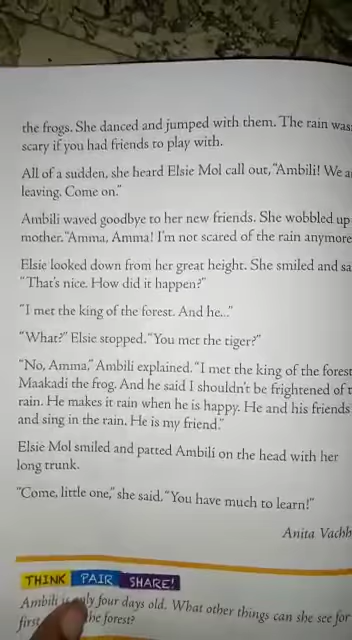 the frogs. She danced and jumped with them. The rain was
scary if you had friends to play with.
All of a sudden, she heard Elsie Mol call out, "Ambili! We
leaving. Come on."
Ambili waved goodbye to her new friends. She wobbled up
mother. "Amma, Amma! I'm not scared of the rain anymore
Elsie looked down from her great height. She smiled and
"That's nice. How did it happen?"
"I met the king of the forest. And he..."
"What?" Elsie stopped. "You met the tiger?"
"No, Amma," Ambili explained. "I met the king of the forest
Maakadi the frog. And he said I shouldn't be frightened of
rain. He makes it rain when he is happy. He and his friends
and sing in the rain. He is my friend."
Elsie Mol smiled and patted Ambili on the head with her
long trunk.
"Come, little one," she said. "You have much to learn!"
Anita
THINK PAIR SHARE!
Ambili is only four days old. What other things can she see for
first the forest?